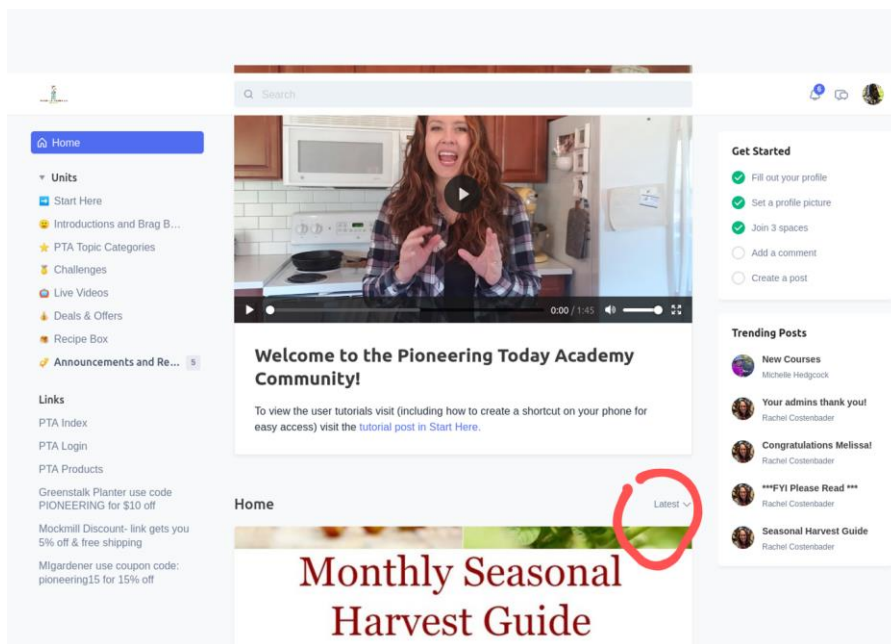 Search
6
Home
Units
Start Here
Introductions and Brag B...
PTA Topic Categories
Challenges
Live Videos
Deals & Offers
Recipe Box
Announcements and Re... 5
Links
PTA Index
PTA Login
PTA Products
Greenstalk Planter use code
PIONEERING for $10 off
Mockmill Discount- link gets you
5% off & free shipping
MIgardener use coupon code:
pioneering15 for 15% off
0:00 / 1:45
Welcome to the Pioneering Today Academy
Community!
To view the user tutorials visit (including how to create a shortcut on your phone for
easy access) visit the tutorial post in Start Here.
Home
Latest
Monthly Seasonal
Harvest Guide
Get Started
Fill out your profile
Set a profile picture
Join 3 spaces
Add a comment
Create a post
Trending Posts
New Courses
Michelle Hedgcock
Your admins thank you!
Rachel Costenbader
Congratulations Melissa!
Rachel Costenbader
***FYI Please Read ***
Rachel Costenbader
Seasonal Harvest Guide
Rachel Costenbader